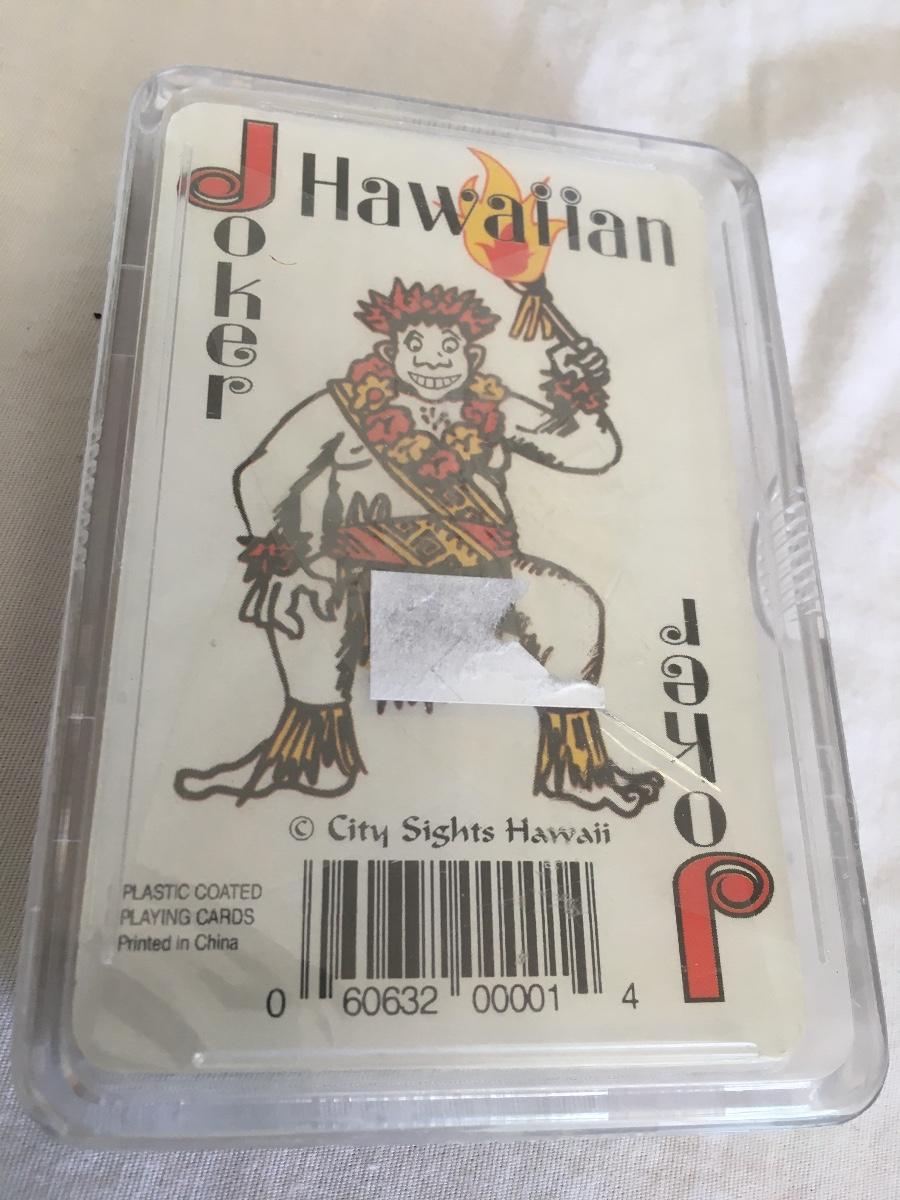 Joker
Hawaiian
Joker
© City Sights Hawaii
PLASTIC COATED
PLAYING CARDS
Printed in China
0 60632 00001 4